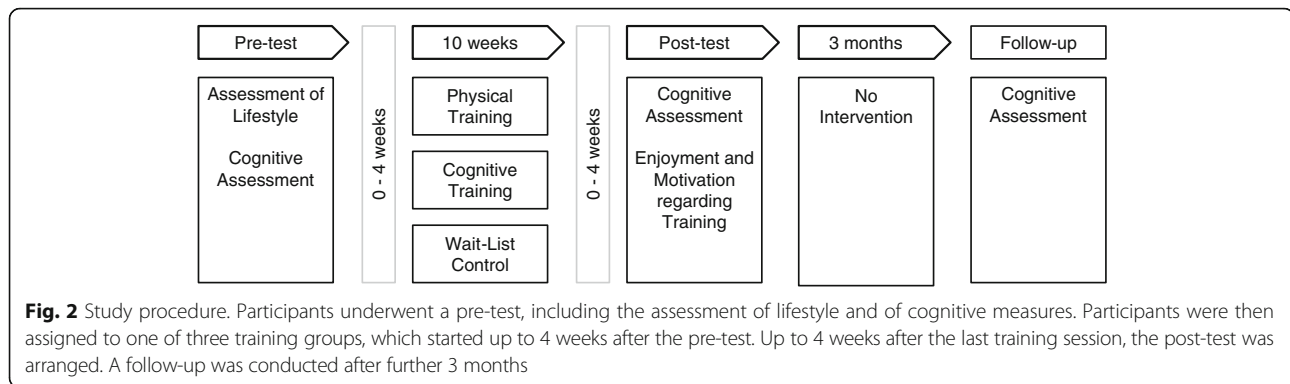 Pre-test
10 weeks
Post-test
3 months
Follow-up
Assessment of
Lifestyle
Cognitive
Assessment
0 - 4 weeks
Physical
Training
Cognitive
Training
Wait-List
Control
0 - 4 weeks
Cognitive
Assessment
Enjoyment and
Motivation
regarding
Training
No
Intervention
Cognitive
Assessment
Fig. 2 Study procedure. Participants underwent a pre-test, including the assessment of lifestyle and of cognitive measures. Participants were then
assigned to one of three training groups, which started up to 4 weeks after the pre-test. Up to 4 weeks after the last training session, the post-test was
arranged. A follow-up was conducted after further 3 months